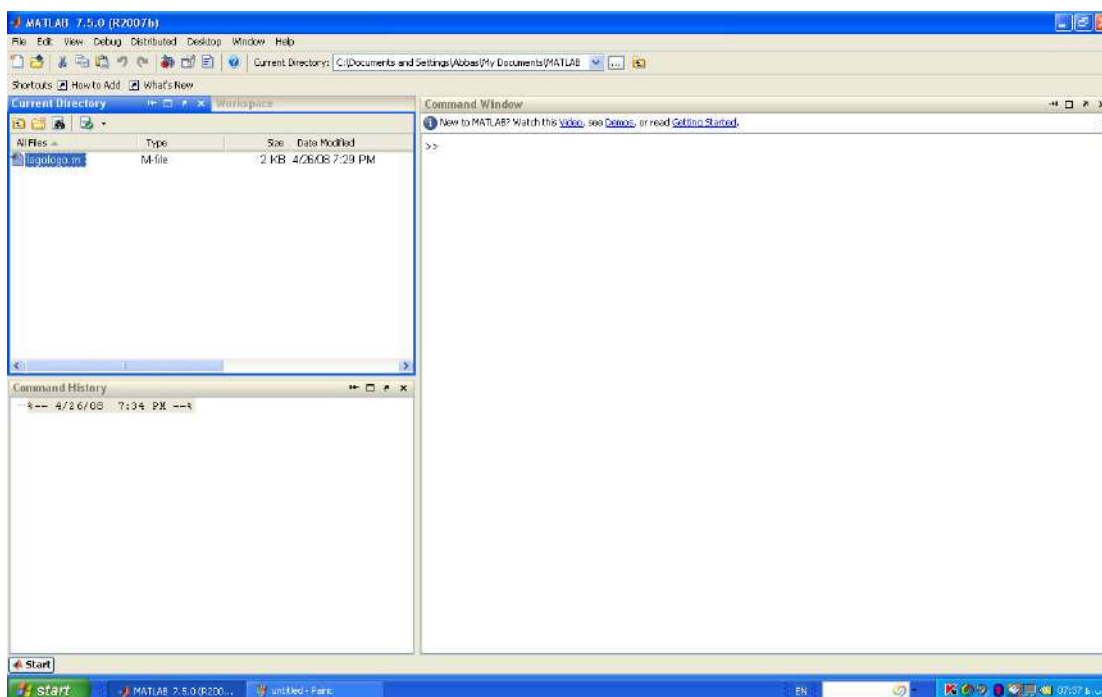 MATLAB 7.5.0 (R2007b)
File Edit View Debug Distributed Desktop Window Help
Current Directory: C:\Documents and Settings\Abbas\My Documents\MATLAB
Shortcuts How to Add What's New
Current Directory Workspace
All Files Type Size Date Modified
lagologo.m M-file 2 KB 4/26/08 7:29 PM
Command History
%-- 4/26/08 7:34 PM --%
Command Window
New to MATLAB? Watch this Video, see Demos, or read Getting Started.
>>
Start
start MATLAB 7.5.0 (R200... untitled - Paint EN 07:37